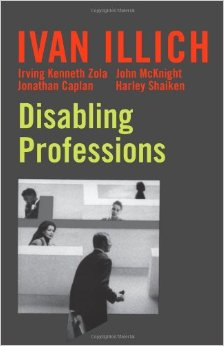 IVAN ILLICH
Irving Kenneth Zola John McKnight
Jonathan Caplan Harley Shaiken
Disabling
Professions